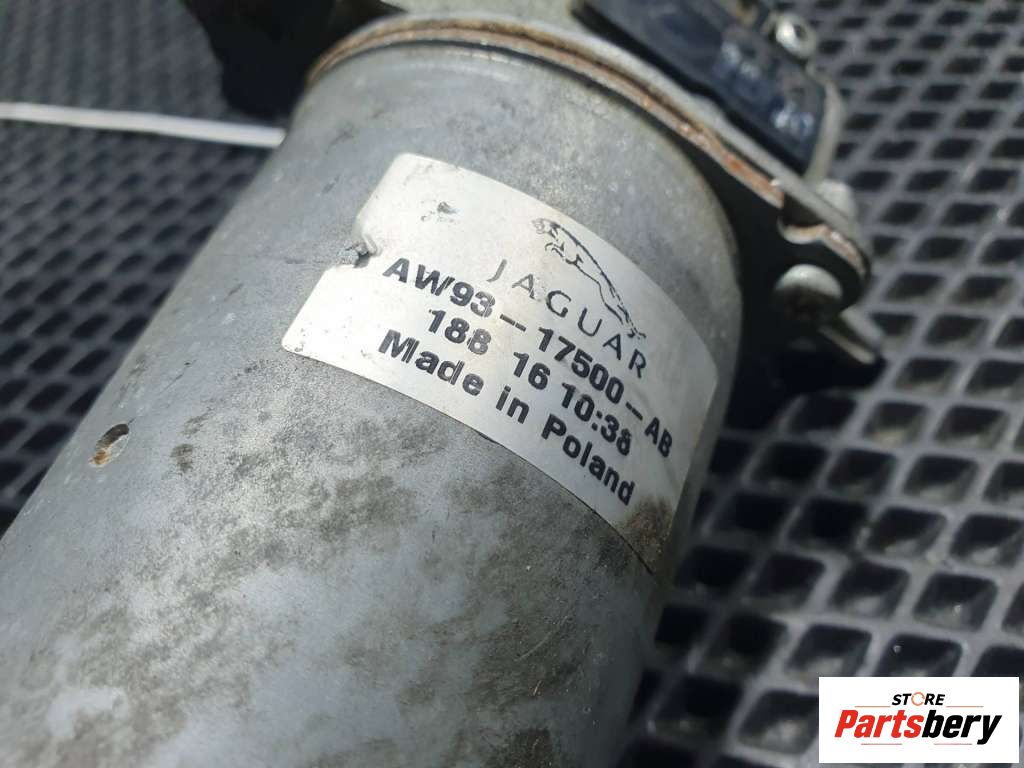 JAGUAR
AW93-17500-AB
188 16 10:38
Made in Poland
STORE
Partsbery